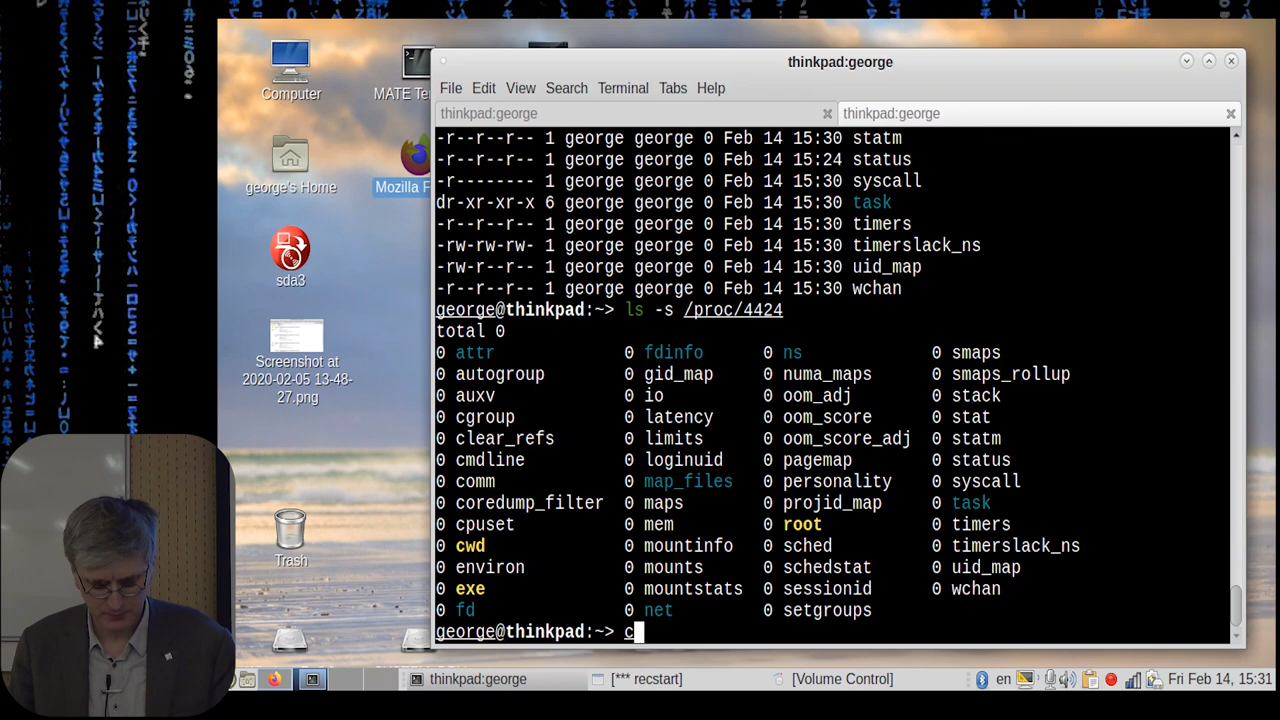 thinkpad:george
File Edit View Search Terminal Tabs Help
thinkpad:george thinkpad:george
-r--r--r-- 1 george george 0 Feb 14 15:30 statm
-r--r--r-- 1 george george 0 Feb 14 15:24 status
-r-------- 1 george george 0 Feb 14 15:30 syscall
dr-xr-xr-x 6 george george 0 Feb 14 15:30 task
-r--r--r-- 1 george george 0 Feb 14 15:30 timers
-rw-rw-rw- 1 george george 0 Feb 14 15:30 timerslack_ns
-rw-r--r-- 1 george george 0 Feb 14 15:30 uid_map
-r--r--r-- 1 george george 0 Feb 14 15:30 wchan
george@thinkpad:~> ls -s /proc/4424
total 0
0 attr 0 fdinfo 0 ns 0 smaps
0 autogroup 0 gid_map 0 numa_maps 0 smaps_rollup
0 auxv 0 io 0 oom_adj 0 stack
0 cgroup 0 latency 0 oom_score 0 stat
0 clear_refs 0 limits 0 oom_score_adj 0 statm
0 cmdline 0 loginuid 0 pagemap 0 status
0 comm 0 map_files 0 personality 0 syscall
0 coredump_filter 0 maps 0 projid_map 0 task
0 cpuset 0 mem 0 root 0 timers
0 cwd 0 mountinfo 0 sched 0 timerslack_ns
0 environ 0 mounts 0 schedstat 0 uid_map
0 exe 0 mountstats 0 sessionid 0 wchan
0 fd 0 net 0 setgroups
george@thinkpad:~> c
Computer
MATE Te
george's Home
Mozilla F
sda3
Screenshot at
2020-02-05 13-48-
27.png
Trash
thinkpad:george [*** recstart] [Volume Control] en Fri Feb 14, 15:31